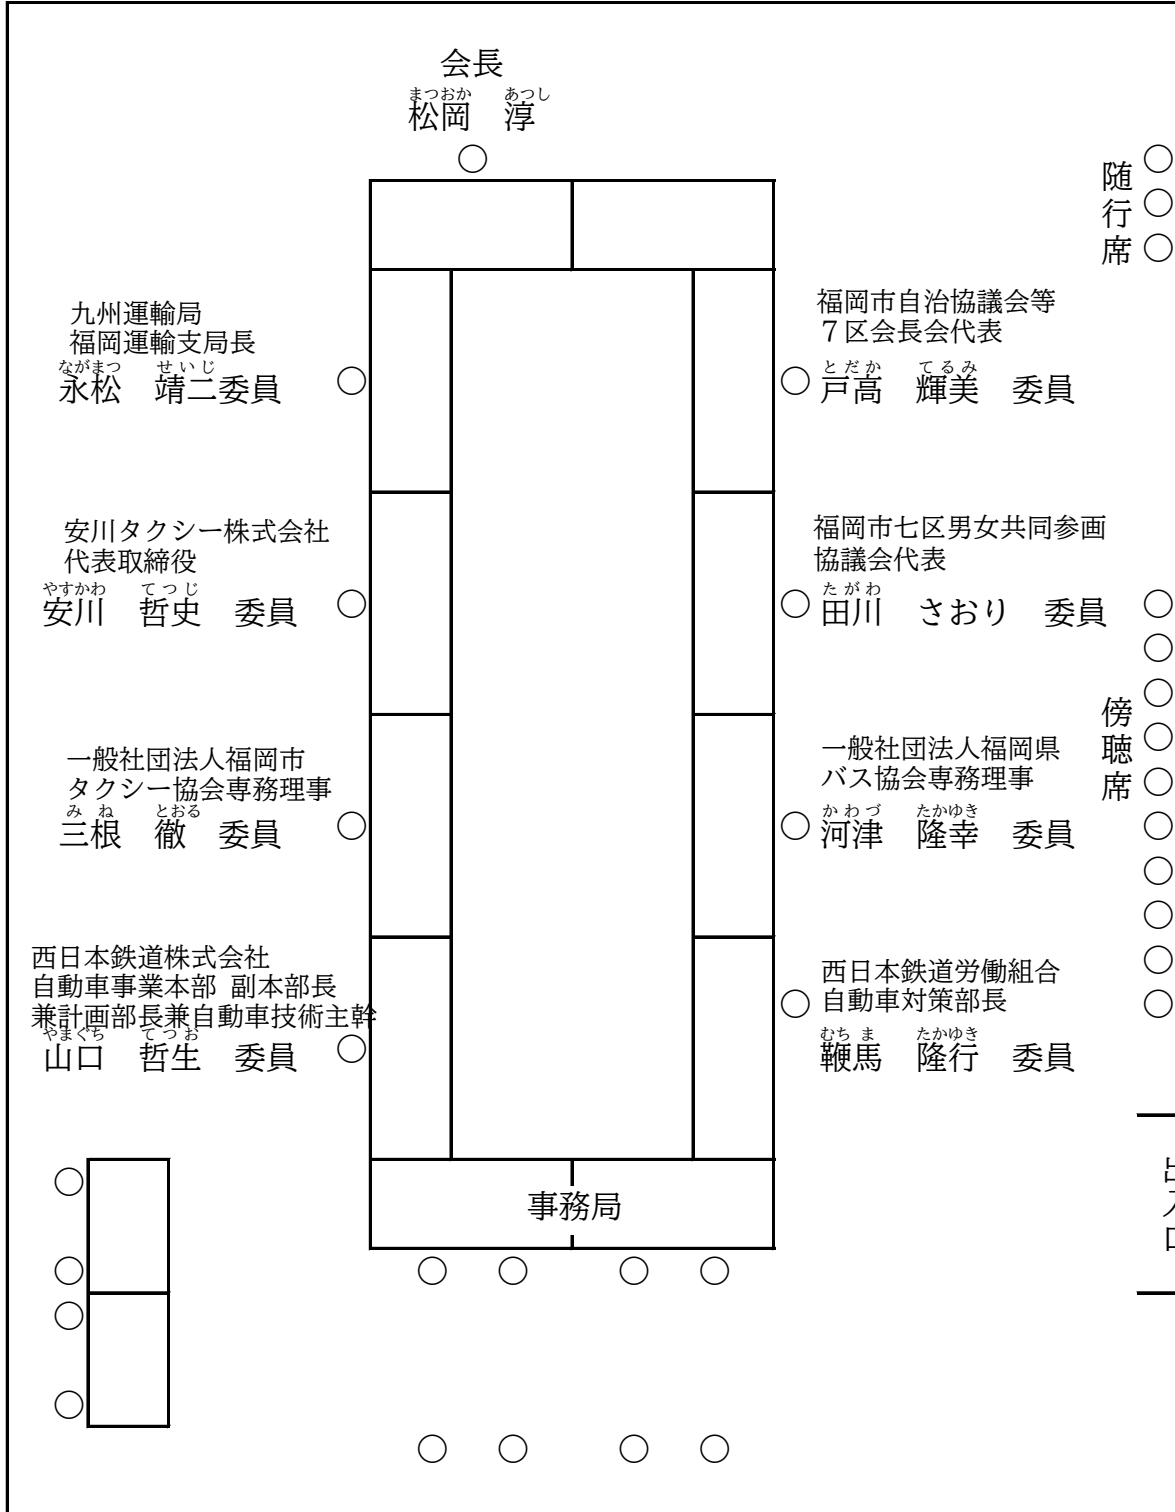 会長
まつおか　あつし
松岡　淳
随行席
九州運輸局
福岡運輸支局長
ながまつ　せいじ
永松　靖二委員
福岡市自治協議会等
７区会長会代表
とだか　てるみ
戸高　輝美　委員
安川タクシー株式会社
代表取締役
やすかわ　てつじ
安川　哲史　委員
福岡市七区男女共同参画
協議会代表
たがわ
田川　さおり　委員
傍聴席
一般社団法人福岡市
タクシー協会専務理事
みね　とおる
三根　徹　委員
一般社団法人福岡県
バス協会専務理事
かわづ　たかゆき
河津　隆幸　委員
西日本鉄道株式会社
自動車事業本部 副本部長
兼計画部長兼自動車技術主幹
やまぐち　てつお
山口　哲生　委員
西日本鉄道労働組合
自動車対策部長
むちま　たかゆき
鞭馬　隆行　委員
出入口
事務局